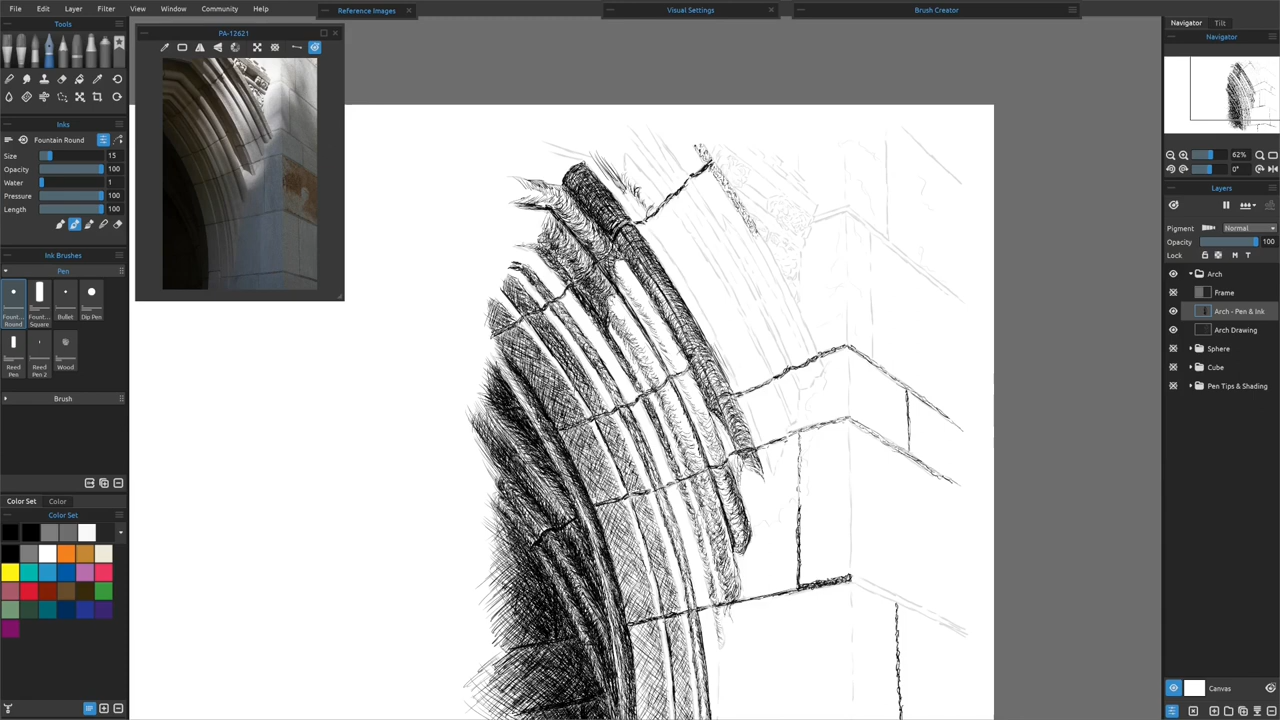 File Edit Layer Filter View Window Community Help
Reference Images
Visual Settings
Brush Creator
Tools
PA-12621
Inks
Fountain Round
Size 15
Opacity 100
Water 1
Pressure 100
Length 100
Ink Brushes
Pen
Fount... Round
Fount... Square
Bullet
Dip Pen
Reed Pen
Reed Pen 2
Wood
Brush
Color Set Color
Color Set
Navigator Tilt
Navigator
62%
0°
Layers
Pigment Normal
Opacity 100
Lock M T
Arch
Frame
Arch - Pen & Ink
Arch Drawing
Sphere
Cube
Pen Tips & Shading
Canvas